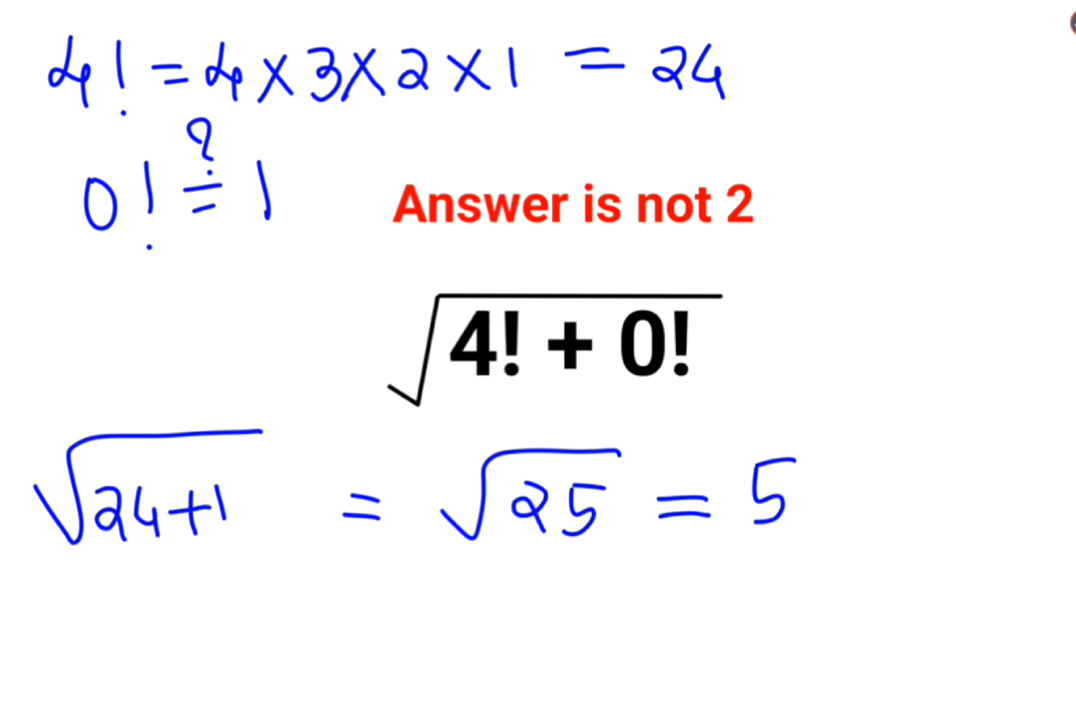 4! = 4 × 3 × 2 × 1 = 24
?
0! = 1
Answer is not 2
√4! + 0!
√24+1 = √25 = 5